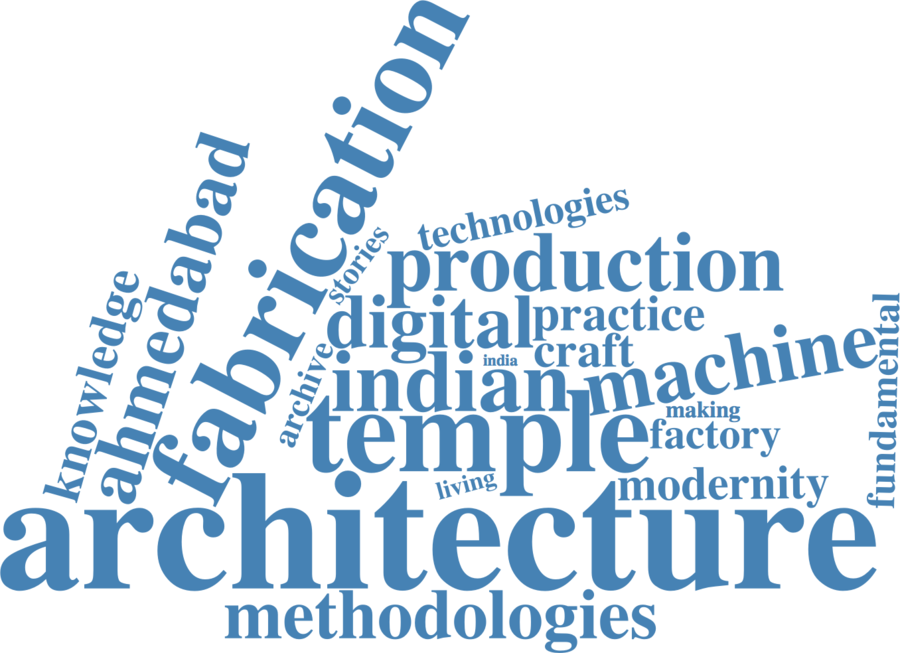 fabrication
ahmedabad
knowledge
technologies
stories
production
digital
practice
craft
archive
india
indian
machine
fundamental
making
temple
factory
living
modernity
architecture
methodologies